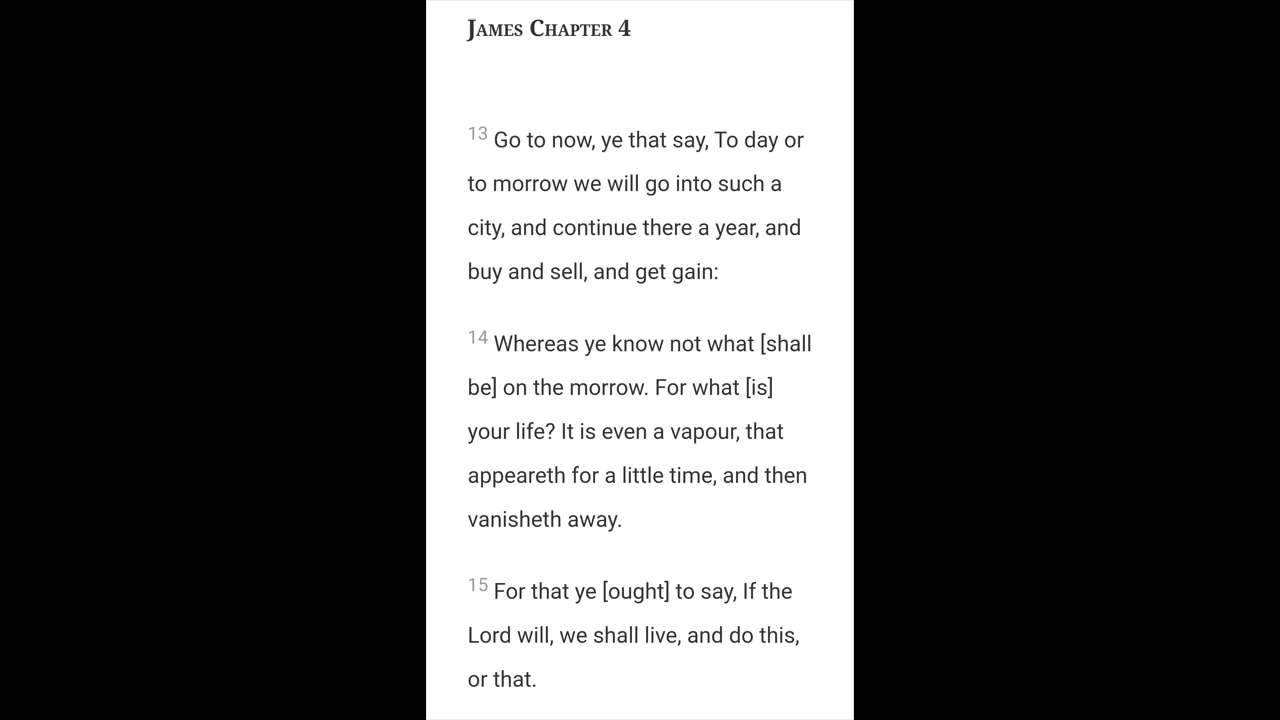 James Chapter 4
13 Go to now, ye that say, To day or
to morrow we will go into such a
city, and continue there a year, and
buy and sell, and get gain:
14 Whereas ye know not what [shall
be] on the morrow. For what [is]
your life? It is even a vapour, that
appeareth for a little time, and then
vanisheth away.
15 For that ye [ought] to say, If the
Lord will, we shall live, and do this,
or that.